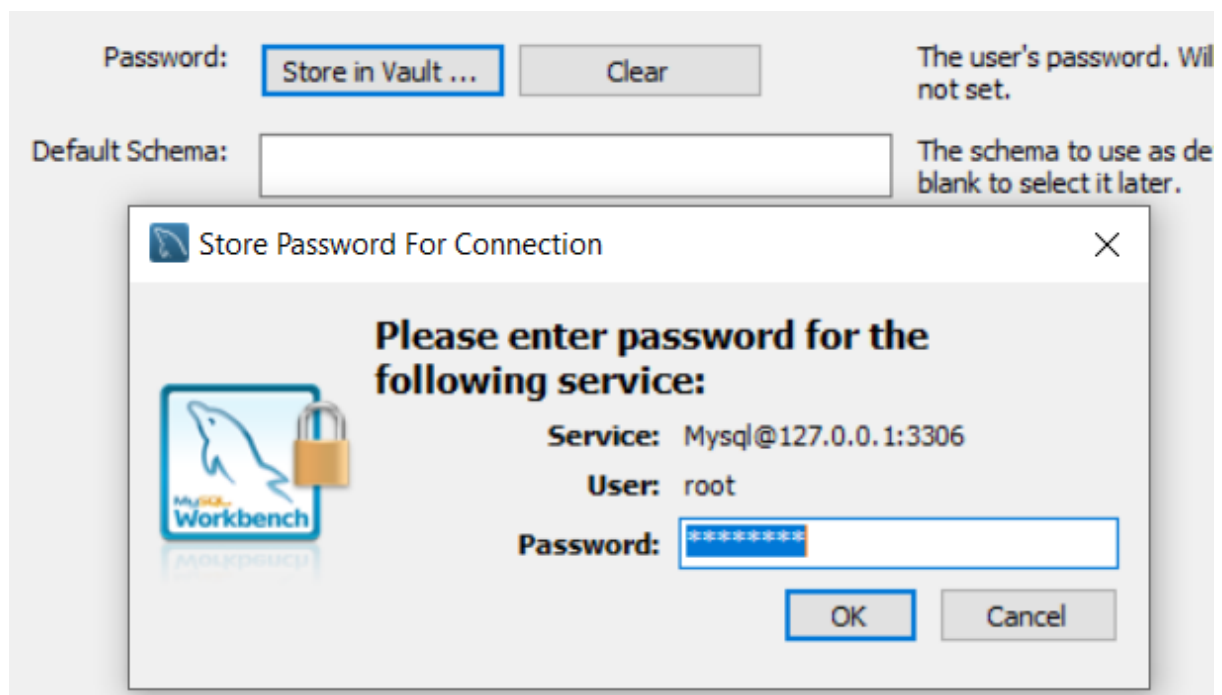 Password:
Store in Vault ...
Clear
The user's password. Wil
not set.
Default Schema:
The schema to use as de
blank to select it later.
Store Password For Connection
Please enter password for the
following service:
Service: Mysql@127.0.0.1:3306
User: root
Password: ********
MySQL
Workbench
OK
Cancel